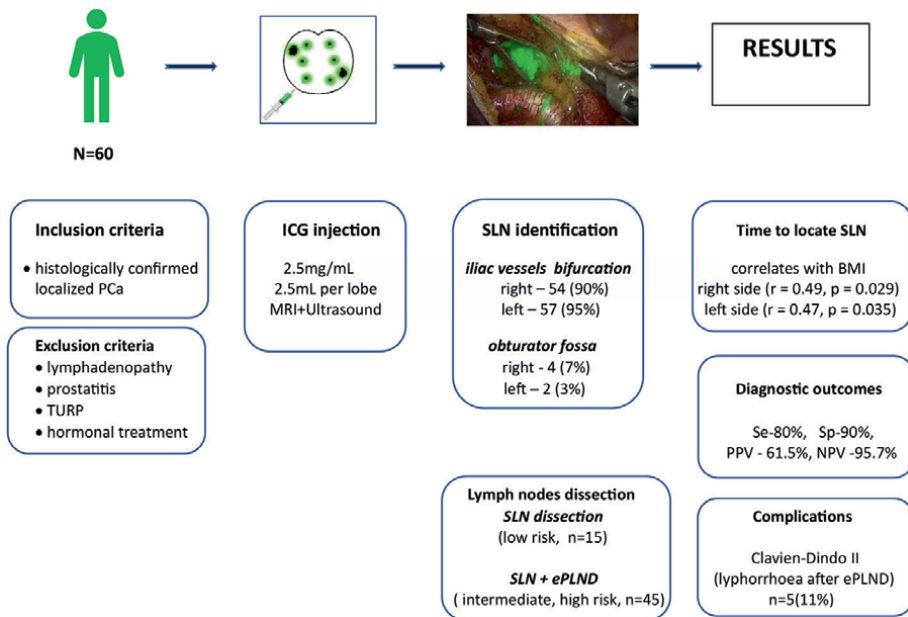 RESULTS
N=60
Inclusion criteria
• histologically confirmed
localized PCa
Exclusion criteria
• lymphadenopathy
• prostatitis
• TURP
• hormonal treatment
ICG injection
2.5mg/mL
2.5mL per lobe
MRI+Ultrasound
SLN identification
iliac vessels bifurcation
right – 54 (90%)
left – 57 (95%)
obturator fossa
right - 4 (7%)
left – 2 (3%)
Lymph nodes dissection
SLN dissection
(low risk, n=15)
SLN + ePLND
( intermediate, high risk, n=45)
Time to locate SLN
correlates with BMI
right side (r = 0.49, p = 0.029)
left side (r = 0.47, p = 0.035)
Diagnostic outcomes
Se-80%, Sp-90%,
PPV - 61.5%, NPV -95.7%
Complications
Clavien-Dindo II
(lyphorrhoea after ePLND)
n=5(11%)